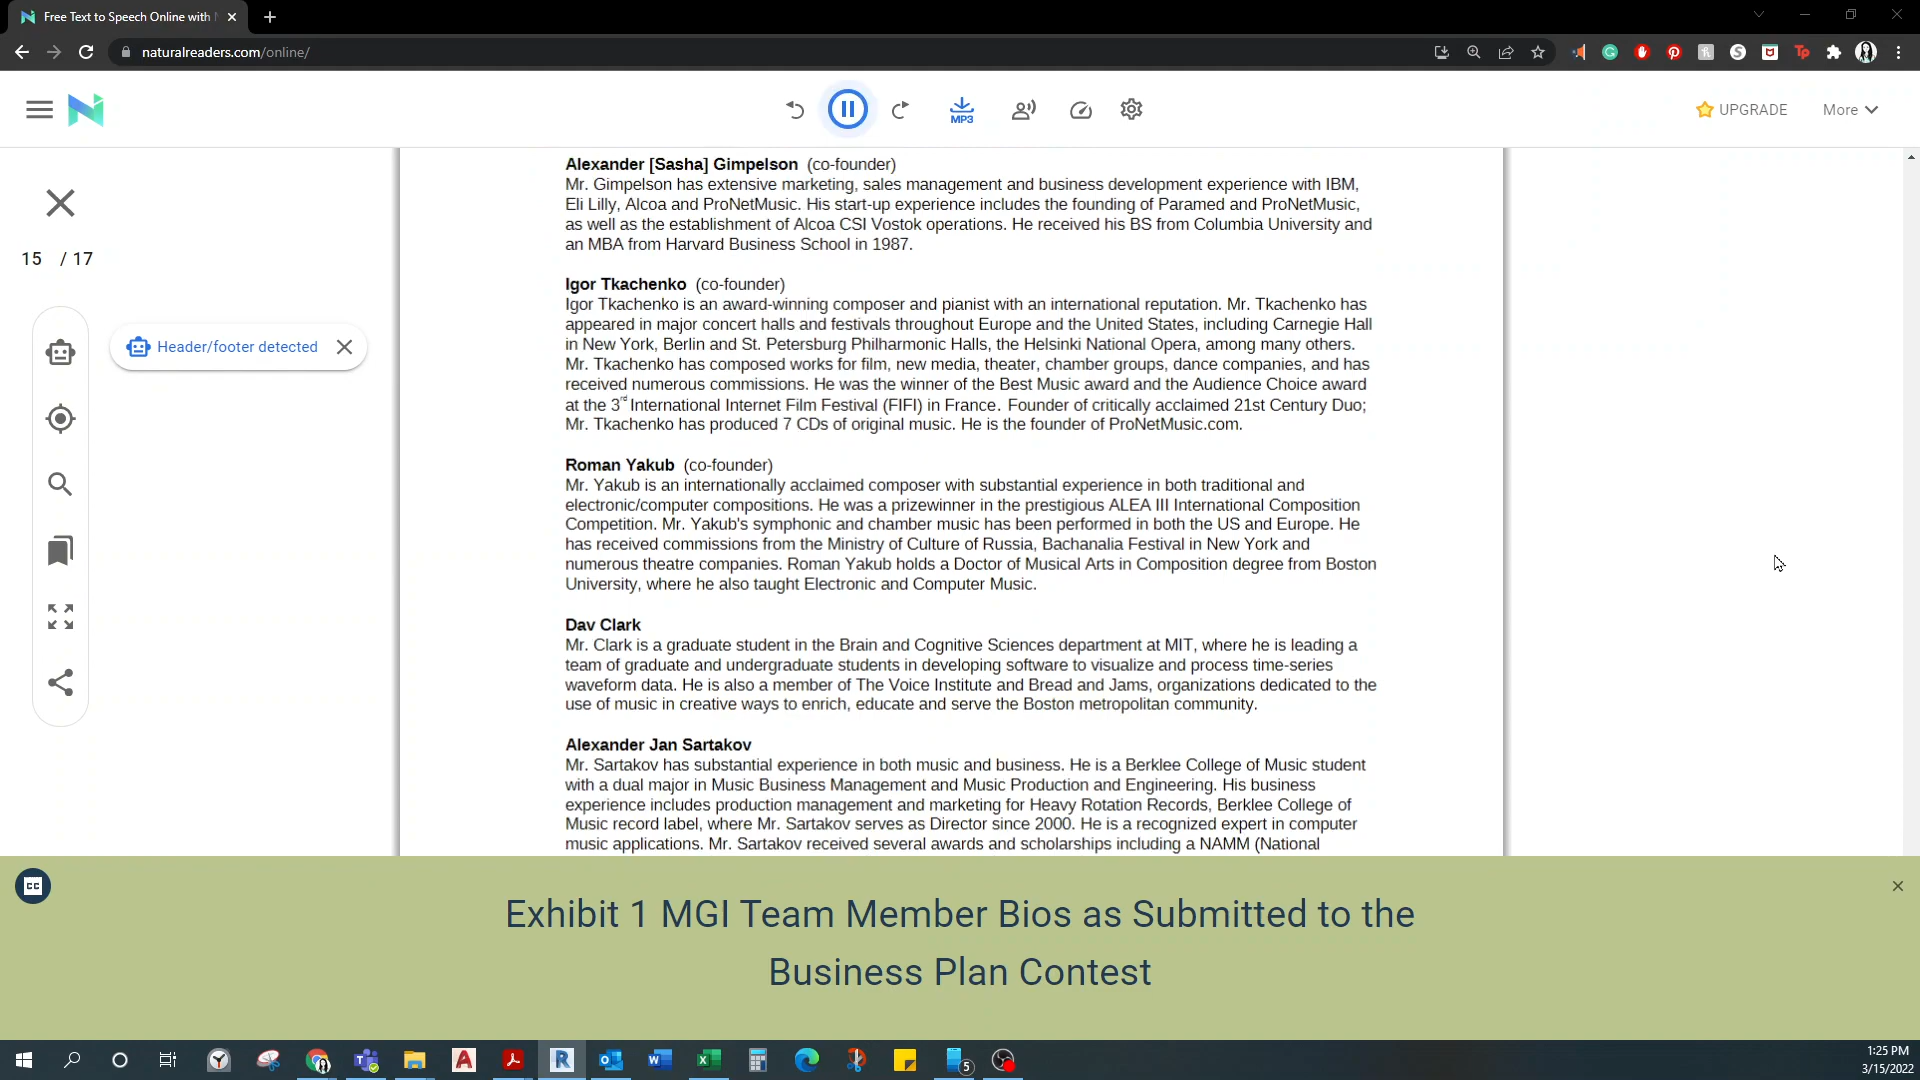 Free Text to Speech Online with
naturalreaders.com/online/
MP3
UPGRADE
More
15 / 17
Header/footer detected
Alexander [Sasha] Gimpelson (co-founder)
Mr. Gimpelson has extensive marketing, sales management and business development experience with IBM,
Eli Lilly, Alcoa and ProNetMusic. His start-up experience includes the founding of Paramed and ProNetMusic,
as well as the establishment of Alcoa CSI Vostok operations. He received his BS from Columbia University and
an MBA from Harvard Business School in 1987.
Igor Tkachenko (co-founder)
Igor Tkachenko is an award-winning composer and pianist with an international reputation. Mr. Tkachenko has
appeared in major concert halls and festivals throughout Europe and the United States, including Carnegie Hall
in New York, Berlin and St. Petersburg Philharmonic Halls, the Helsinki National Opera, among many others.
Mr. Tkachenko has composed works for film, new media, theater, chamber groups, dance companies, and has
received numerous commissions. He was the winner of the Best Music award and the Audience Choice award
at the 3rd International Internet Film Festival (FIFI) in France. Founder of critically acclaimed 21st Century Duo;
Mr. Tkachenko has produced 7 CDs of original music. He is the founder of ProNetMusic.com.
Roman Yakub (co-founder)
Mr. Yakub is an internationally acclaimed composer with substantial experience in both traditional and
electronic/computer compositions. He was a prizewinner in the prestigious ALEA III International Composition
Competition. Mr. Yakub's symphonic and chamber music has been performed in both the US and Europe. He
has received commissions from the Ministry of Culture of Russia, Bachanalia Festival in New York and
numerous theatre companies. Roman Yakub holds a Doctor of Musical Arts in Composition degree from Boston
University, where he also taught Electronic and Computer Music.
Dav Clark
Mr. Clark is a graduate student in the Brain and Cognitive Sciences department at MIT, where he is leading a
team of graduate and undergraduate students in developing software to visualize and process time-series
waveform data. He is also a member of The Voice Institute and Bread and Jams, organizations dedicated to the
use of music in creative ways to enrich, educate and serve the Boston metropolitan community.
Alexander Jan Sartakov
Mr. Sartakov has substantial experience in both music and business. He is a Berklee College of Music student
with a dual major in Music Business Management and Music Production and Engineering. His business
experience includes production management and marketing for Heavy Rotation Records, Berklee College of
Music record label, where Mr. Sartakov serves as Director since 2000. He is a recognized expert in computer
music applications. Mr. Sartakov received several awards and scholarships including a NAMM (National
CC
Exhibit 1 MGI Team Member Bios as Submitted to the
Business Plan Contest
5
1:25 PM
3/15/2022